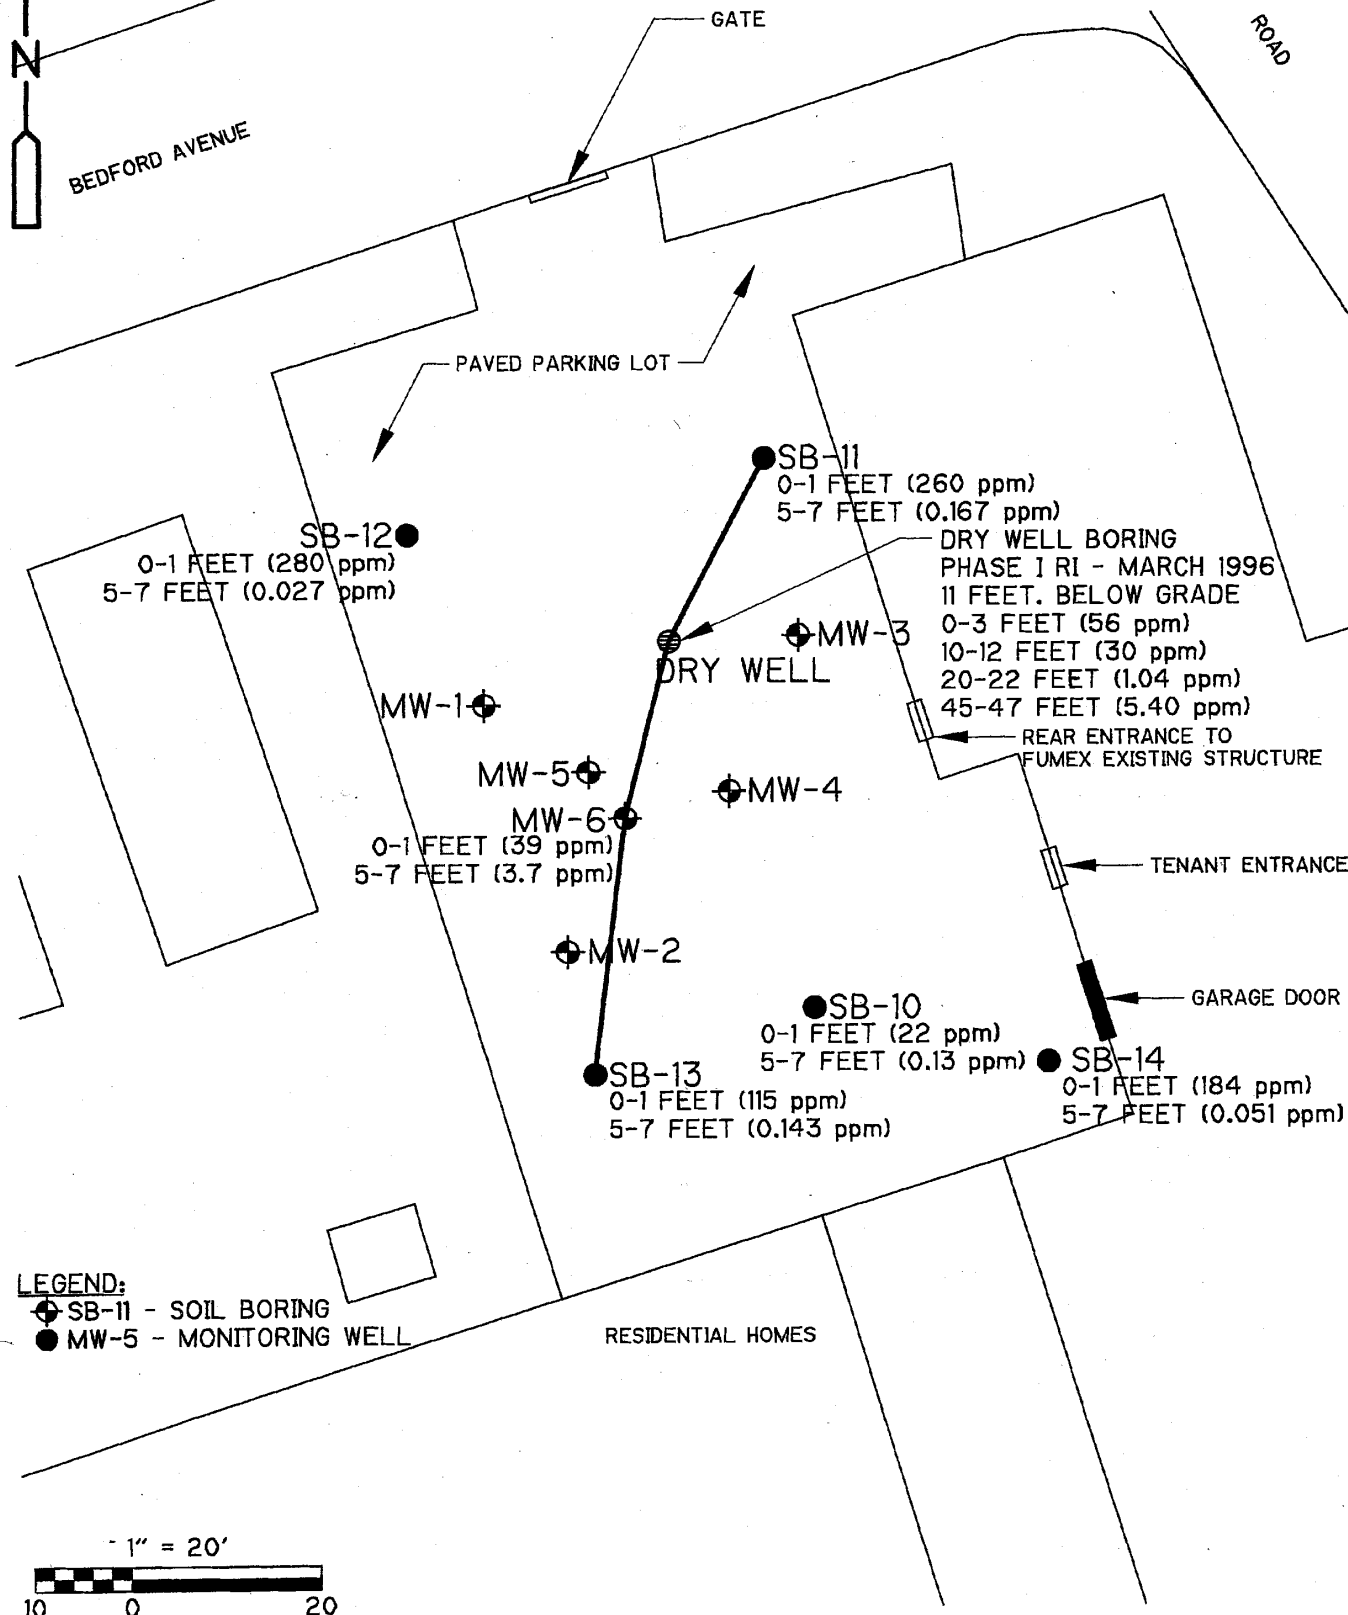 GATE
ROAD
N
BEDFORD AVENUE
PAVED PARKING LOT
SB-11
0-1 FEET (260 ppm)
5-7 FEET (0.167 ppm)
SB-12
0-1 FEET (280 ppm)
5-7 FEET (0.027 ppm)
DRY WELL BORING
PHASE I RI - MARCH 1996
11 FEET. BELOW GRADE
0-3 FEET (56 ppm)
10-12 FEET (30 ppm)
20-22 FEET (1.04 ppm)
45-47 FEET (5.40 ppm)
MW-3
DRY WELL
MW-1
REAR ENTRANCE TO
FUMEX EXISTING STRUCTURE
MW-5
MW-4
MW-6
0-1 FEET (39 ppm)
5-7 FEET (3.7 ppm)
TENANT ENTRANCE
MW-2
GARAGE DOOR
SB-10
0-1 FEET (22 ppm)
5-7 FEET (0.13 ppm)
SB-14
0-1 FEET (184 ppm)
5-7 FEET (0.051 ppm)
SB-13
0-1 FEET (115 ppm)
5-7 FEET (0.143 ppm)
LEGEND:
SB-11 - SOIL BORING
MW-5 - MONITORING WELL
RESIDENTIAL HOMES
1" = 20'
10 0 20